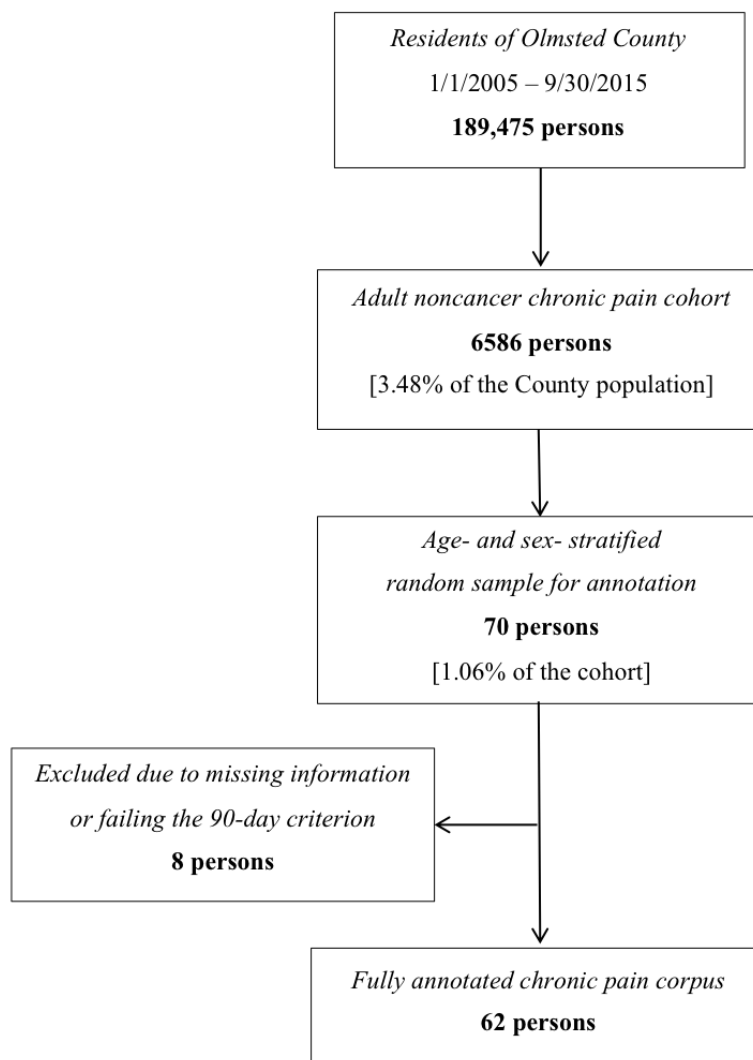 Residents of Olmsted County
1/1/2005 – 9/30/2015
189,475 persons
Adult noncancer chronic pain cohort
6586 persons
[3.48% of the County population]
Age- and sex- stratified
random sample for annotation
70 persons
[1.06% of the cohort]
Excluded due to missing information
or failing the 90-day criterion
8 persons
Fully annotated chronic pain corpus
62 persons